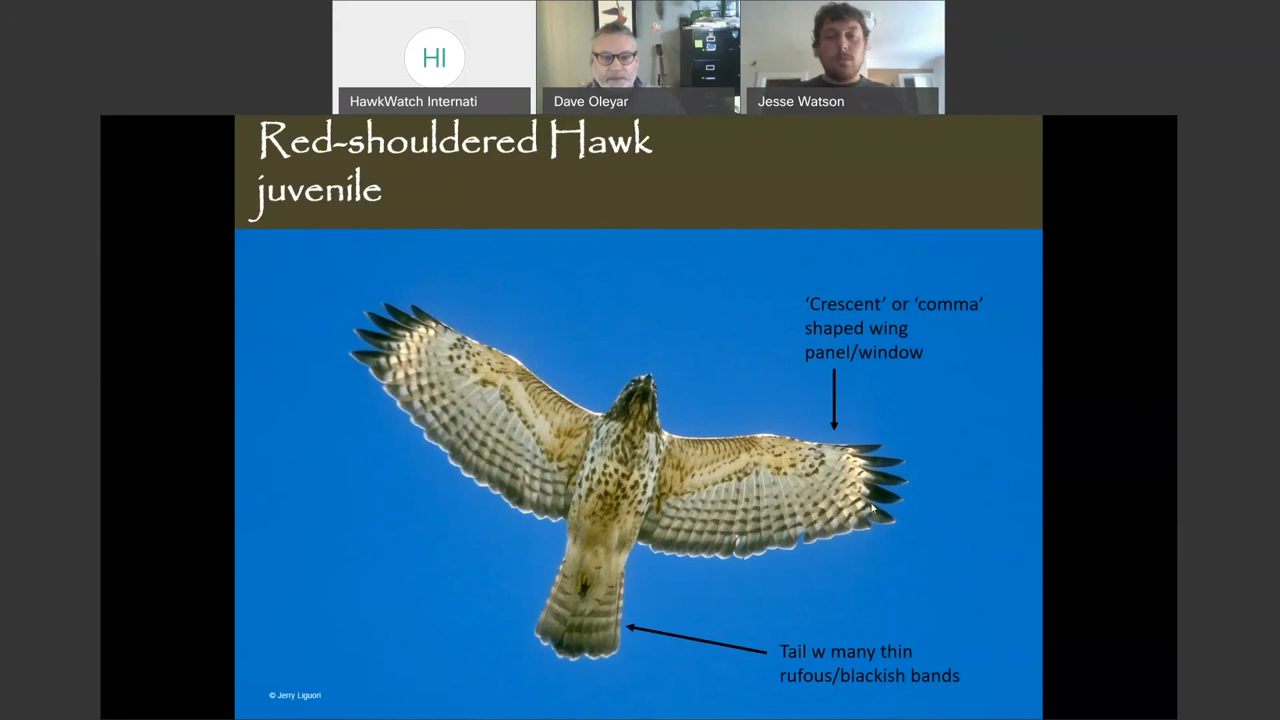 HI
HawkWatch Internati
Dave Oleyar
Jesse Watson
Red-shouldered Hawk
juvenile
‘Crescent’ or ‘comma’
shaped wing
panel/window
Tail w many thin
rufous/blackish bands
© Jerry Liguori